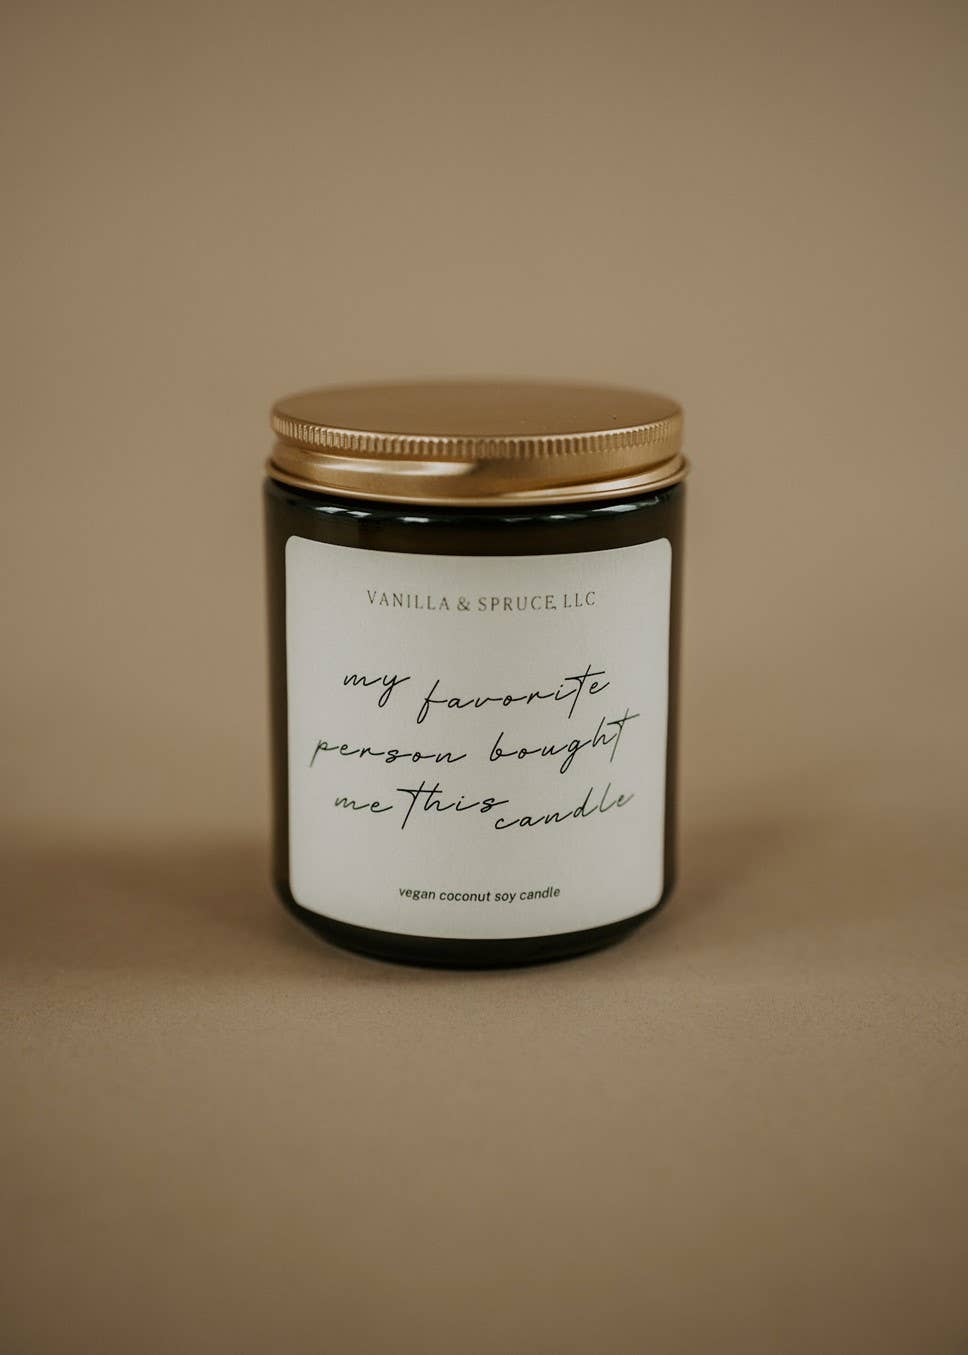 VANILLA & SPRUCE, LLC
my favorite
person bought
me this candle
vegan coconut soy candle